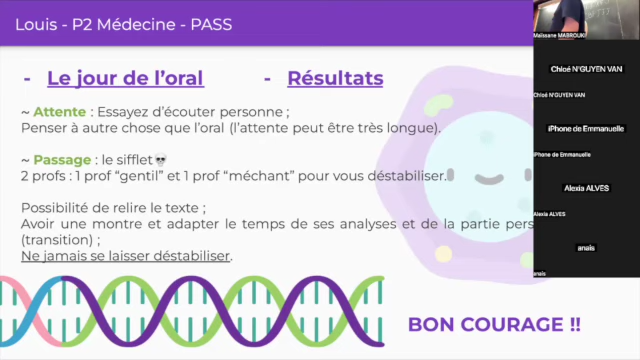 Louis - P2 Médecine - PASS
- Le jour de l'oral - Résultats
~ Attente : Essayez d'écouter personne ;
Penser à autre chose que l'oral (l'attente peut être très longue).
~ Passage : le sifflet💀
2 profs : 1 prof "gentil" et 1 prof "méchant" pour vous déstabiliser.
Possibilité de relire le texte ;
Avoir une montre et adapter le temps de ses analyses et de la partie pers
(transition) ;
Ne jamais se laisser déstabiliser.
BON COURAGE !!
Maïssane MABROUKI
Chloé N'GUYEN VAN
Chloé N'GUYEN VAN
iPhone de Emmanuelle
iPhone de Emmanuelle
Alexia ALVES
Alexia ALVES
anaïs
anaïs